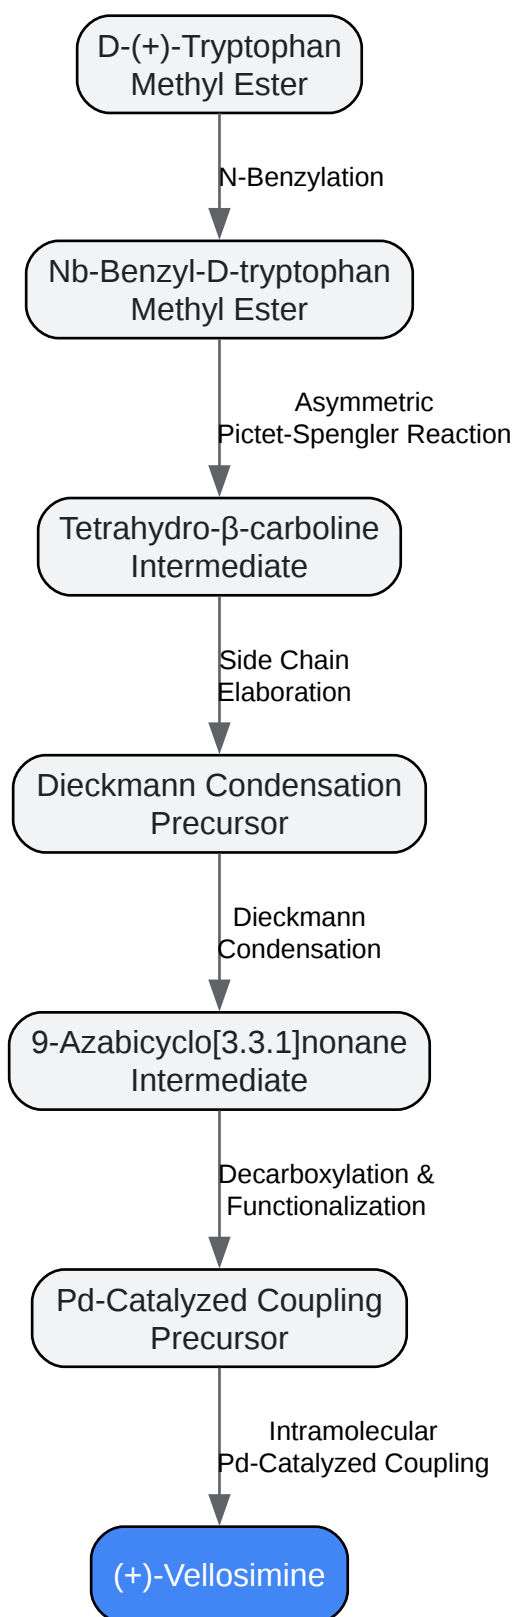 D-(+)-Tryptophan
Methyl Ester
N-Benzylation
Nb-Benzyl-D-tryptophan
Methyl Ester
Asymmetric
Pictet-Spengler Reaction
Tetrahydro-β-carboline
Intermediate
Side Chain
Elaboration
Dieckmann Condensation
Precursor
Dieckmann
Condensation
9-Azabicyclo[3.3.1]nonane
Intermediate
Decarboxylation &
Functionalization
Pd-Catalyzed Coupling
Precursor
Intramolecular
Pd-Catalyzed Coupling
(+)-Vellosimine